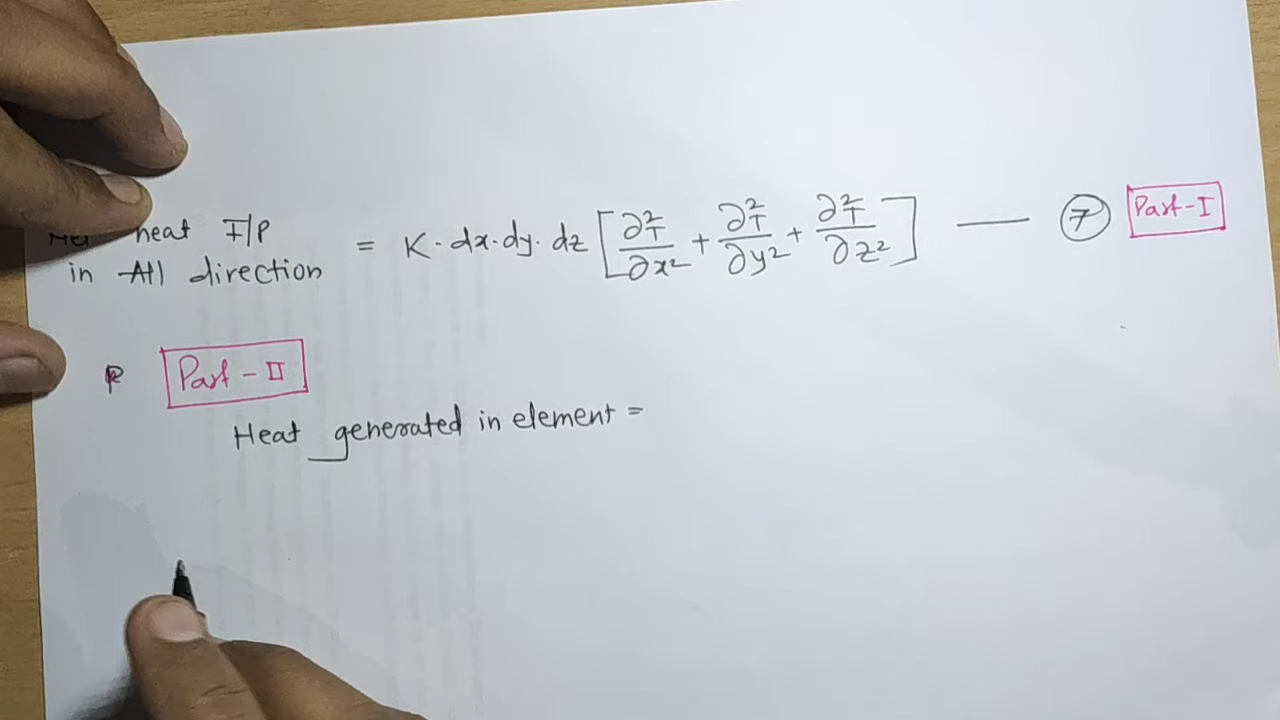 heat I/P
in All direction = K · dx · dy · dz [∂²T/∂x² + ∂²T/∂y² + ∂²T/∂z²] — 7 Part-I
Part-II
Heat generated in element =